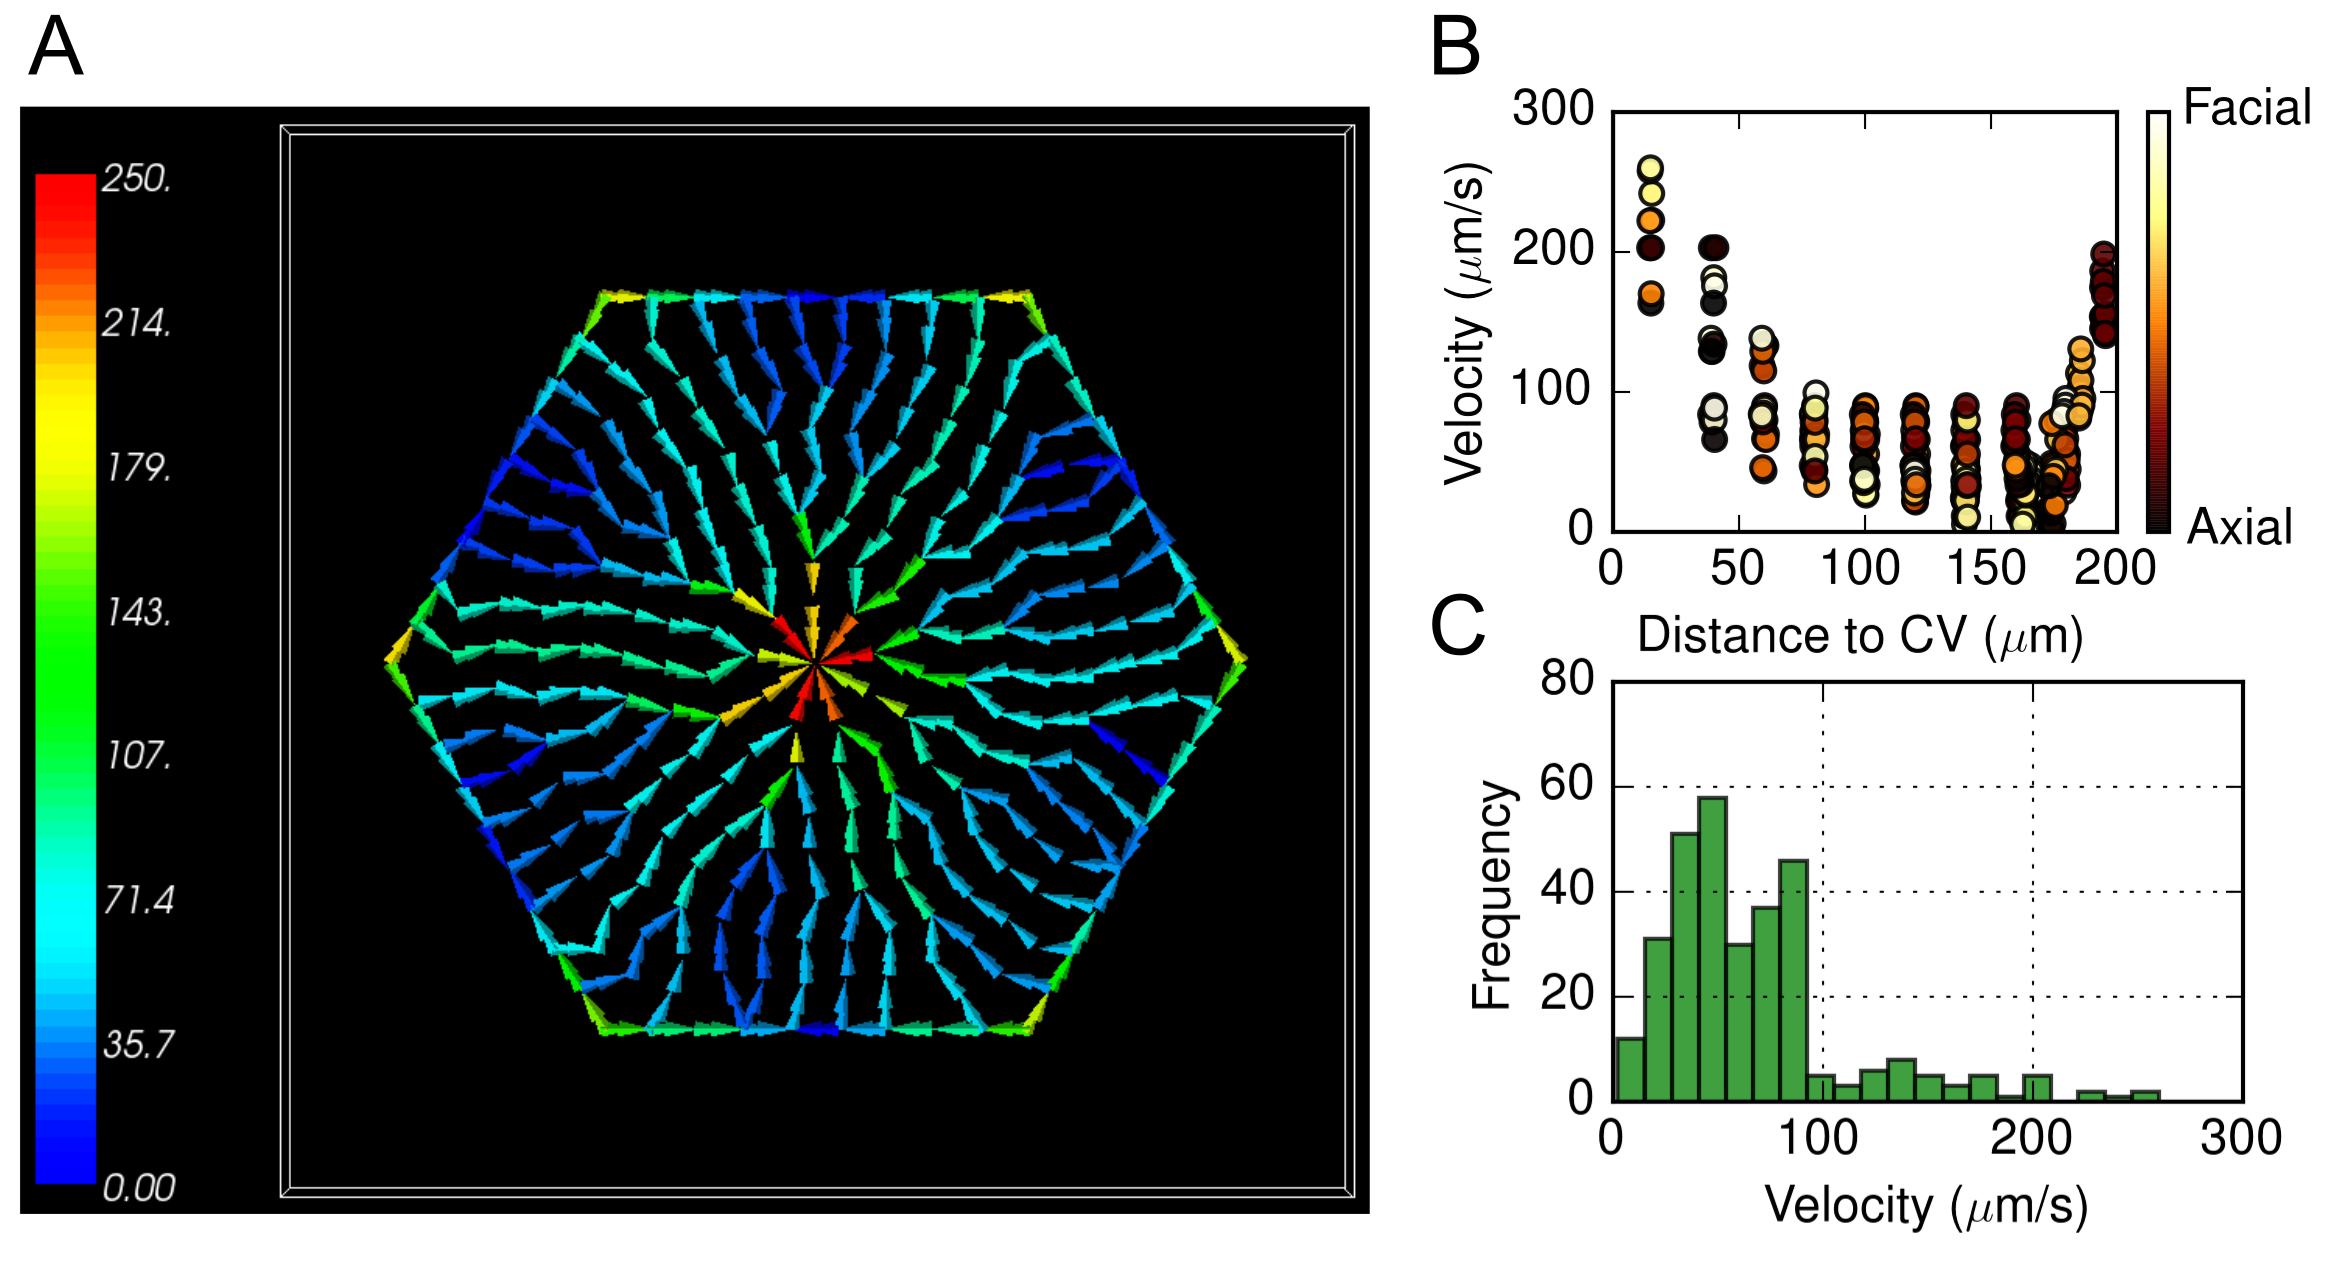 A
250.
214.
179.
143.
107.
71.4
35.7
0.00
B
300
200
100
0
0 50 100 150 200
Velocity (μm/s)
Distance to CV (μm)
Facial
Axial
C
80
60
40
20
0
0 100 200 300
Frequency
Velocity (μm/s)